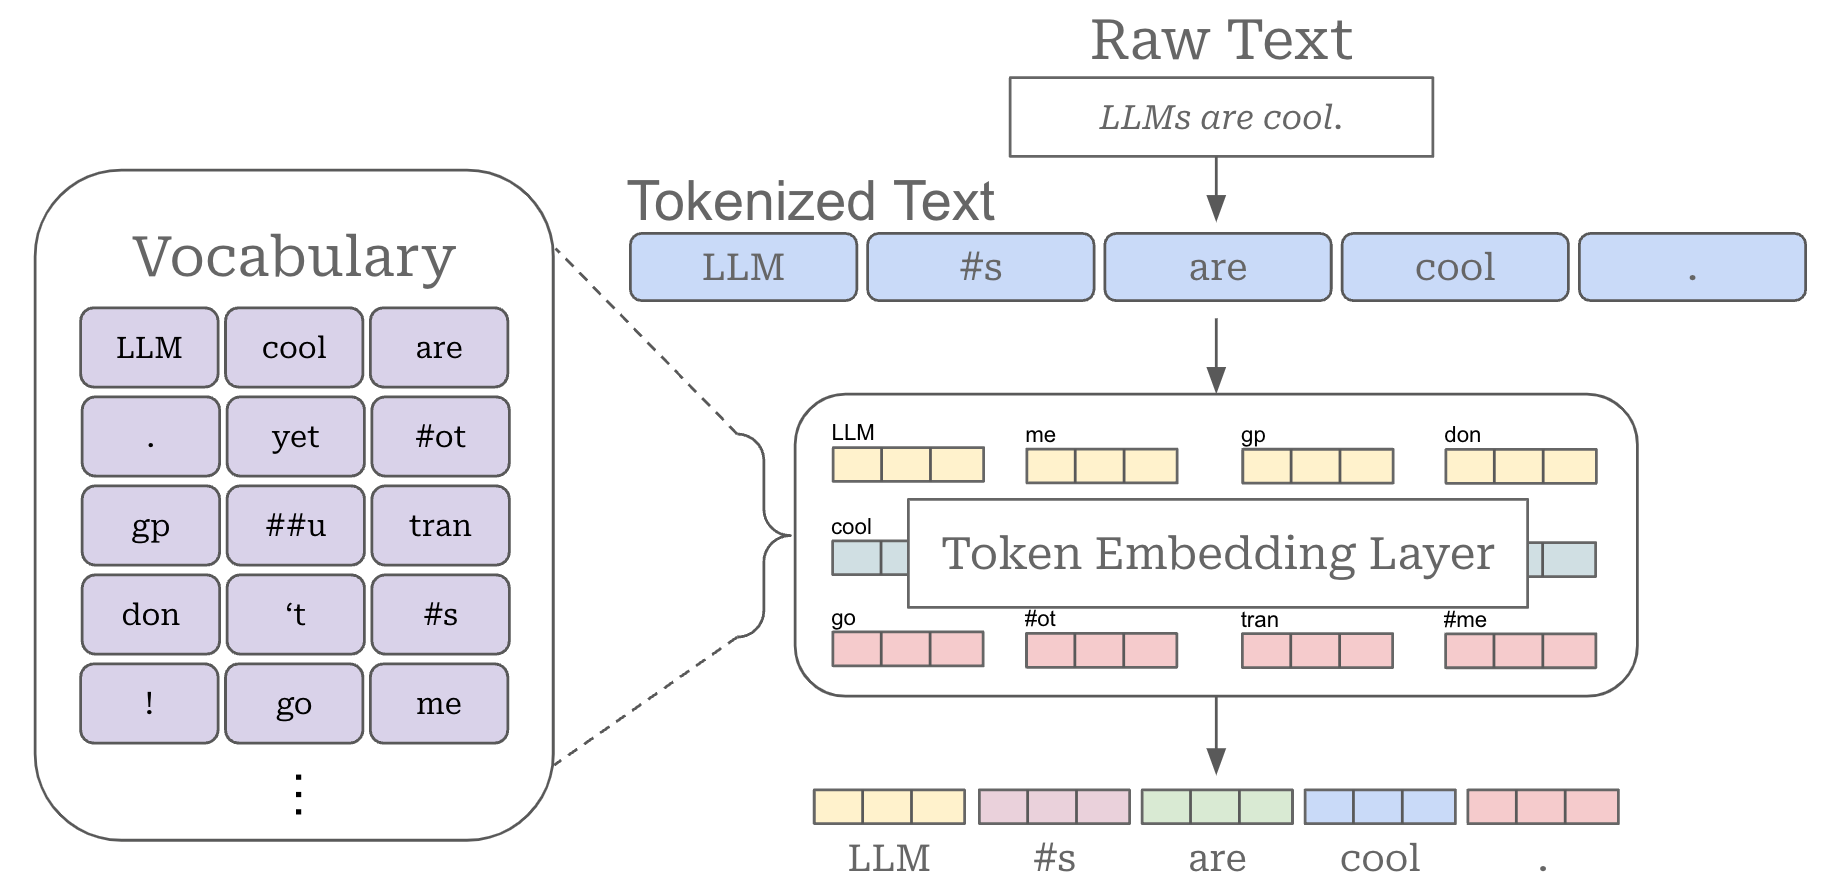 Raw Text
LLMs are cool.
Tokenized Text
LLM #s are cool .
Vocabulary
LLM cool are
. yet #ot
gp ##u tran
don ‘t #s
! go me
⋮
LLM me gp don
cool
Token Embedding Layer
go #ot tran #me
LLM #s are cool .